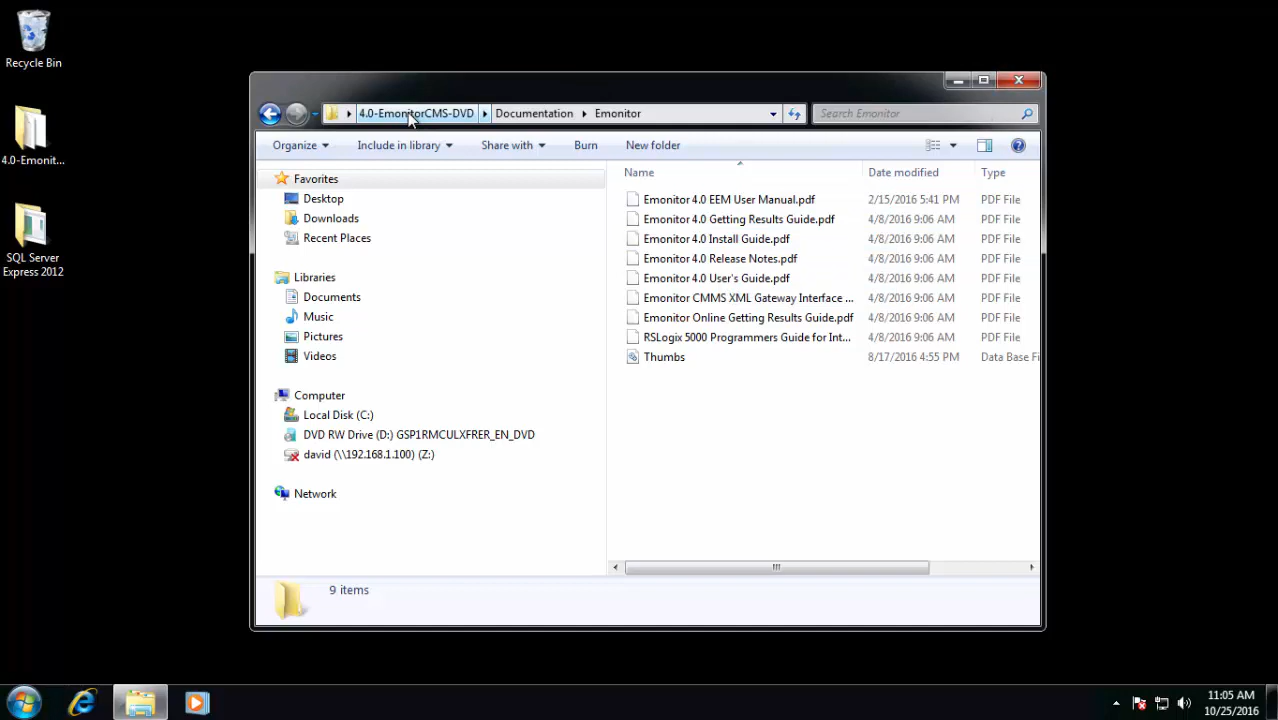 Recycle Bin
4.0-Emonit...
SQL Server
Express 2012
4.0-EmonitorCMS-DVD Documentation Emonitor
Search Emonitor
Organize Include in library Share with Burn New folder
Favorites
Desktop
Downloads
Recent Places
Libraries
Documents
Music
Pictures
Videos
Computer
Local Disk (C:)
DVD RW Drive (D:) GSP1RMCULXFRER_EN_DVD
david (\\192.168.1.100) (Z:)
Network
Name Date modified Type
Emonitor 4.0 EEM User Manual.pdf 2/15/2016 5:41 PM PDF File
Emonitor 4.0 Getting Results Guide.pdf 4/8/2016 9:06 AM PDF File
Emonitor 4.0 Install Guide.pdf 4/8/2016 9:06 AM PDF File
Emonitor 4.0 Release Notes.pdf 4/8/2016 9:06 AM PDF File
Emonitor 4.0 User's Guide.pdf 4/8/2016 9:06 AM PDF File
Emonitor CMMS XML Gateway Interface ... 4/8/2016 9:06 AM PDF File
Emonitor Online Getting Results Guide.pdf 4/8/2016 9:06 AM PDF File
RSLogix 5000 Programmers Guide for Int... 4/8/2016 9:06 AM PDF File
Thumbs 8/17/2016 4:55 PM Data Base Fi
9 items
11:05 AM
10/25/2016